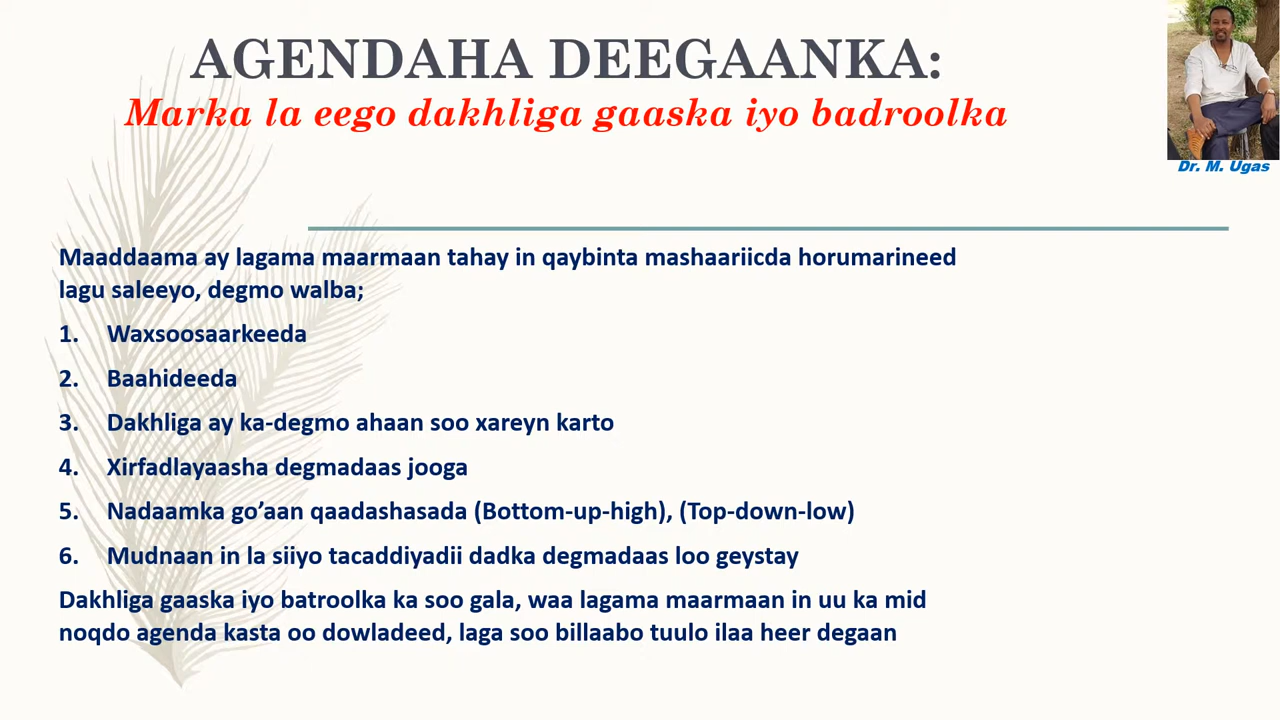 AGENDAHA DEEGAANKA:
Marka la eego dakhliga gaaska iyo badroolka
Dr. M. Ugas
Maaddaama ay lagama maarmaan tahay in qaybinta mashaariicda horumarineed
lagu saleeyo, degmo walba;
1. Waxsoosaarkeeda
2. Baahideeda
3. Dakhliga ay ka-degmo ahaan soo xareyn karto
4. Xirfadlayaasha degmadaas jooga
5. Nadaamka go’aan qaadashasada (Bottom-up-high), (Top-down-low)
6. Mudnaan in la siiyo tacaddiyadii dadka degmadaas loo geystay
Dakhliga gaaska iyo batroolka ka soo gala, waa lagama maarmaan in uu ka mid
noqdo agenda kasta oo dowladeed, laga soo billaabo tuulo ilaa heer degaan